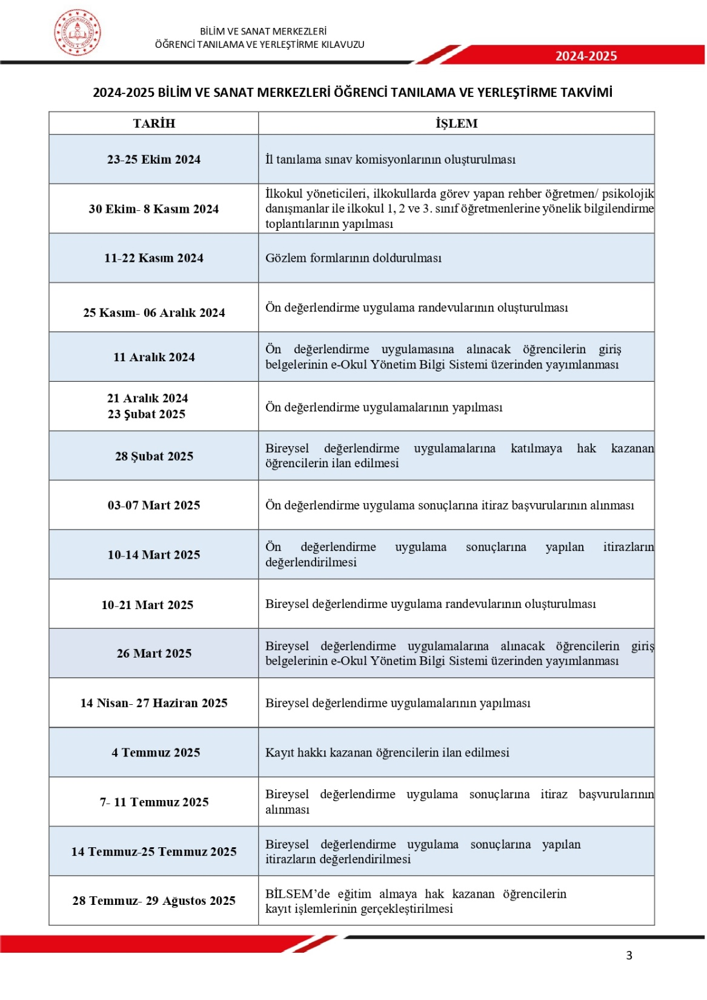 BİLİM VE SANAT MERKEZLERİ
ÖĞRENCİ TANILAMA VE YERLEŞTİRME KILAVUZU
2024-2025
2024-2025 BİLİM VE SANAT MERKEZLERİ ÖĞRENCİ TANILAMA VE YERLEŞTİRME TAKVİMİ
TARİH
İŞLEM
23-25 Ekim 2024
İl tanılama sınav komisyonlarının oluşturulması
30 Ekim- 8 Kasım 2024
İlkokul yöneticileri, ilkokullarda görev yapan rehber öğretmen/ psikolojik
danışmanlar ile ilkokul 1, 2 ve 3. sınıf öğretmenlerine yönelik bilgilendirme
toplantılarının yapılması
11-22 Kasım 2024
Gözlem formlarının doldurulması
25 Kasım- 06 Aralık 2024
Ön değerlendirme uygulama randevularının oluşturulması
11 Aralık 2024
Ön değerlendirme uygulamasına alınacak öğrencilerin giriş
belgelerinin e-Okul Yönetim Bilgi Sistemi üzerinden yayımlanması
21 Aralık 2024
23 Şubat 2025
Ön değerlendirme uygulamalarının yapılması
28 Şubat 2025
Bireysel değerlendirme uygulamalarına katılmaya hak kazanan
öğrencilerin ilan edilmesi
03-07 Mart 2025
Ön değerlendirme uygulama sonuçlarına itiraz başvurularının alınması
10-14 Mart 2025
Ön değerlendirme uygulama sonuçlarına yapılan itirazların
değerlendirilmesi
10-21 Mart 2025
Bireysel değerlendirme uygulama randevularının oluşturulması
26 Mart 2025
Bireysel değerlendirme uygulamalarına alınacak öğrencilerin giriş
belgelerinin e-Okul Yönetim Bilgi Sistemi üzerinden yayımlanması
14 Nisan- 27 Haziran 2025
Bireysel değerlendirme uygulamalarının yapılması
4 Temmuz 2025
Kayıt hakkı kazanan öğrencilerin ilan edilmesi
7- 11 Temmuz 2025
Bireysel değerlendirme uygulama sonuçlarına itiraz başvurularının
alınması
14 Temmuz-25 Temmuz 2025
Bireysel değerlendirme uygulama sonuçlarına yapılan
itirazların değerlendirilmesi
28 Temmuz- 29 Ağustos 2025
BİLSEM’de eğitim almaya hak kazanan öğrencilerin
kayıt işlemlerinin gerçekleştirilmesi
3